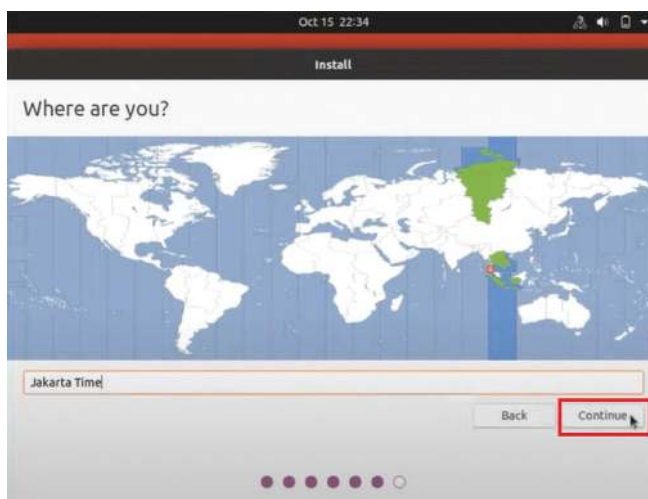 Oct 15 22:34
Install
Where are you?
Jakarta Time
Back Continue